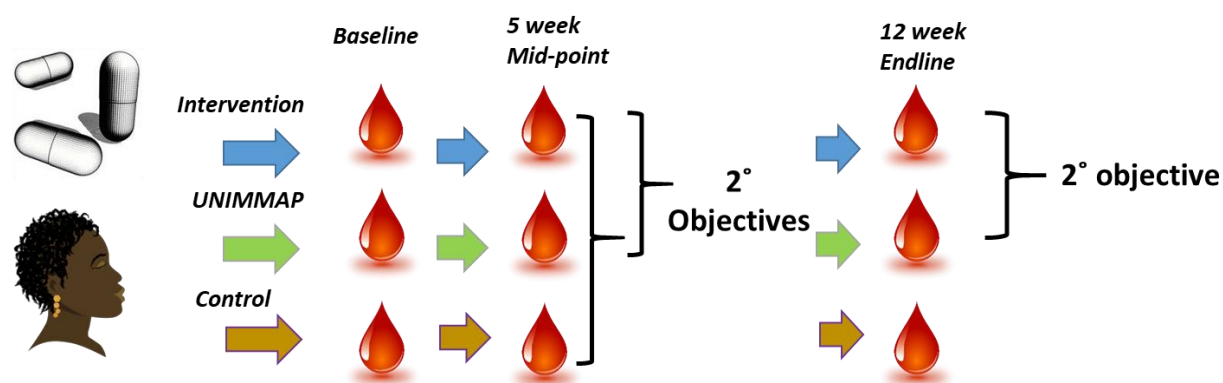 Baseline
5 week
Mid-point
12 week
Endline
Intervention
UNIMMAP
Control
2˚
Objectives
2˚ objective